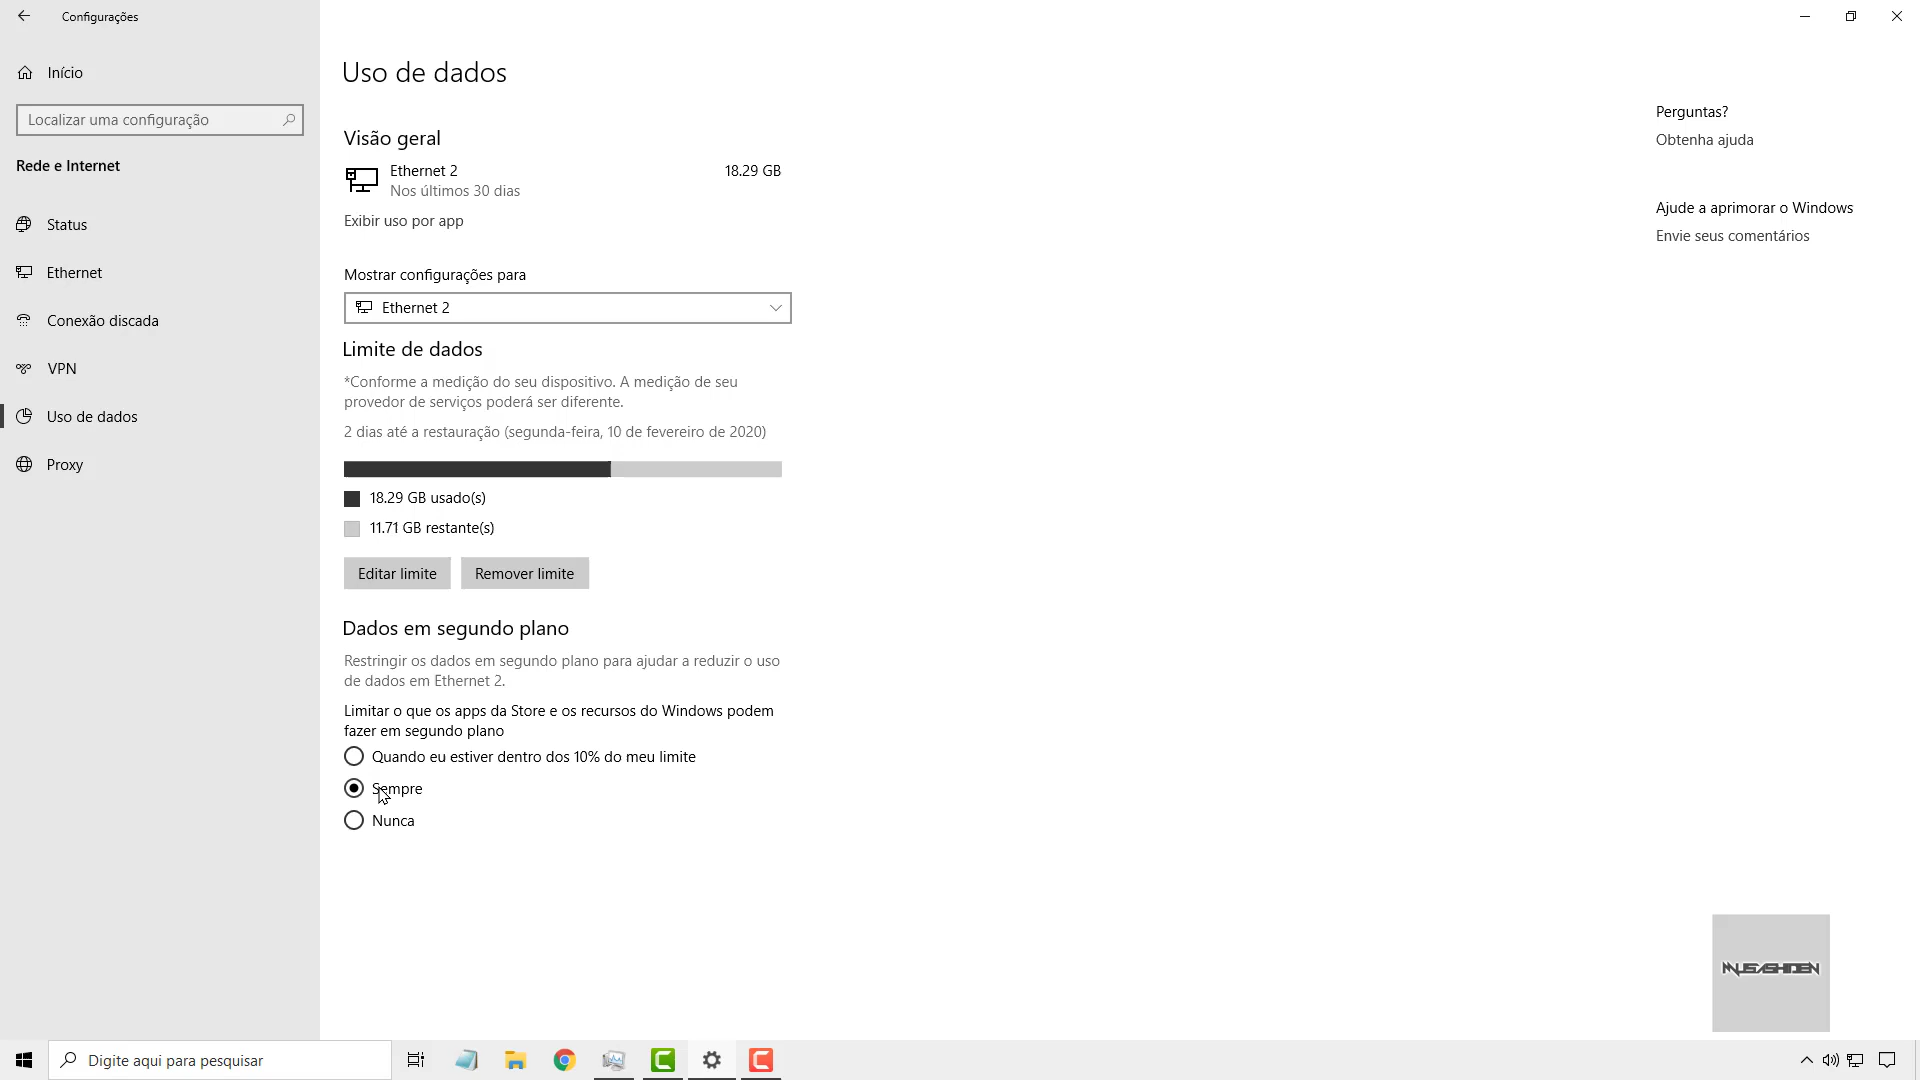 Configurações
Início
Localizar uma configuração
Rede e Internet
Status
Ethernet
Conexão discada
VPN
Uso de dados
Proxy
Uso de dados
Visão geral
Ethernet 2
18.29 GB
Nos últimos 30 dias
Exibir uso por app
Mostrar configurações para
Ethernet 2
Limite de dados
*Conforme a medição do seu dispositivo. A medição de seu
provedor de serviços poderá ser diferente.
2 dias até a restauração (segunda-feira, 10 de fevereiro de 2020)
18.29 GB usado(s)
11.71 GB restante(s)
Editar limite
Remover limite
Dados em segundo plano
Restringir os dados em segundo plano para ajudar a reduzir o uso
de dados em Ethernet 2.
Limitar o que os apps da Store e os recursos do Windows podem
fazer em segundo plano
Quando eu estiver dentro dos 10% do meu limite
Sempre
Nunca
Perguntas?
Obtenha ajuda
Ajude a aprimorar o Windows
Envie seus comentários
Digite aqui para pesquisar